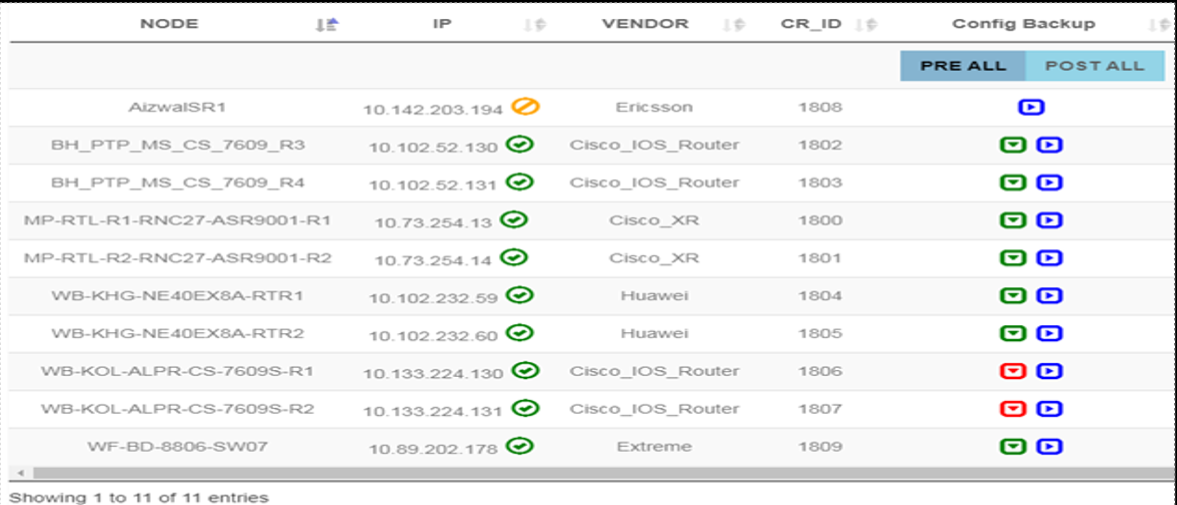 NODE IP VENDOR CR_ID Config Backup
PRE ALL POST ALL
AizwalSR1 10.142.203.194 Ericsson 1808
BH_PTP_MS_CS_7609_R3 10.102.52.130 Cisco_IOS_Router 1802
BH_PTP_MS_CS_7609_R4 10.102.52.131 Cisco_IOS_Router 1803
MP-RTL-R1-RNC27-ASR9001-R1 10.73.254.13 Cisco_XR 1800
MP-RTL-R2-RNC27-ASR9001-R2 10.73.254.14 Cisco_XR 1801
WB-KHG-NE40EX8A-RTR1 10.102.232.59 Huawei 1804
WB-KHG-NE40EX8A-RTR2 10.102.232.60 Huawei 1805
WB-KOL-ALPR-CS-7609S-R1 10.133.224.130 Cisco_IOS_Router 1806
WB-KOL-ALPR-CS-7609S-R2 10.133.224.131 Cisco_IOS_Router 1807
WF-BD-8806-SW07 10.89.202.178 Extreme 1809
Showing 1 to 11 of 11 entries